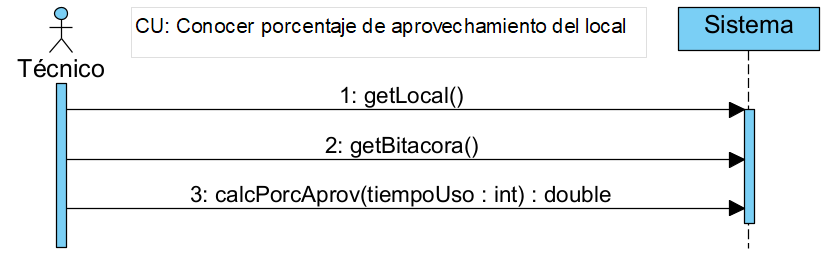 CU: Conocer porcentaje de aprovechamiento del local
Sistema
Técnico
1: getLocal()
2: getBitacora()
3: calcPorcAprov(tiempoUso : int) : double